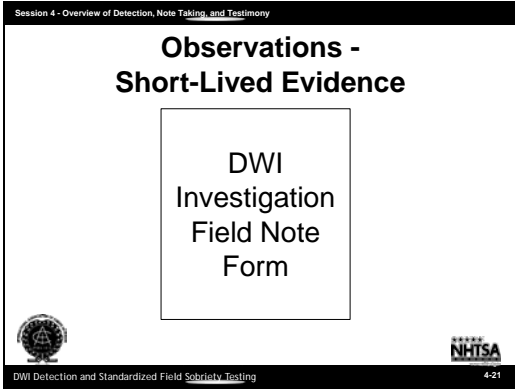 Session 4 - Overview of Detection, Note Taking, and Testimony
Observations -
Short-Lived Evidence
DWI
Investigation
Field Note
Form
NHTSA
DWI Detection and Standardized Field Sobriety Testing
4-21